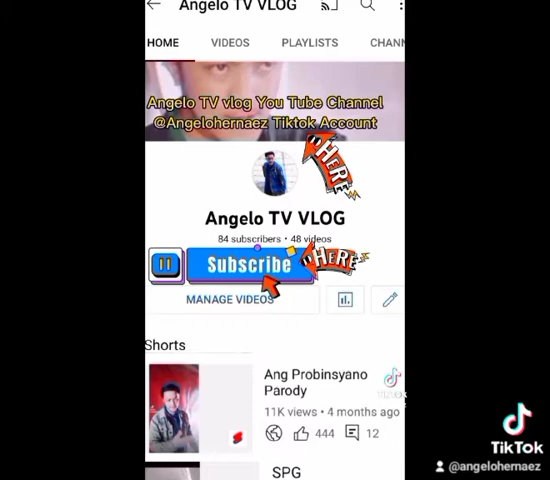 Angelo TV VLOG
HOME VIDEOS PLAYLISTS CHANN
Angelo TV vlog You Tube Channel
@Angelohernaez Tiktok Account
HERE
Angelo TV VLOG
84 subscribers • 48 videos
Subscribe
HERE
MANAGE VIDEOS
Shorts
Ang Probinsyano
Parody
11K views • 4 months ago
444 12
SPG
TikTok
@angelohernaez